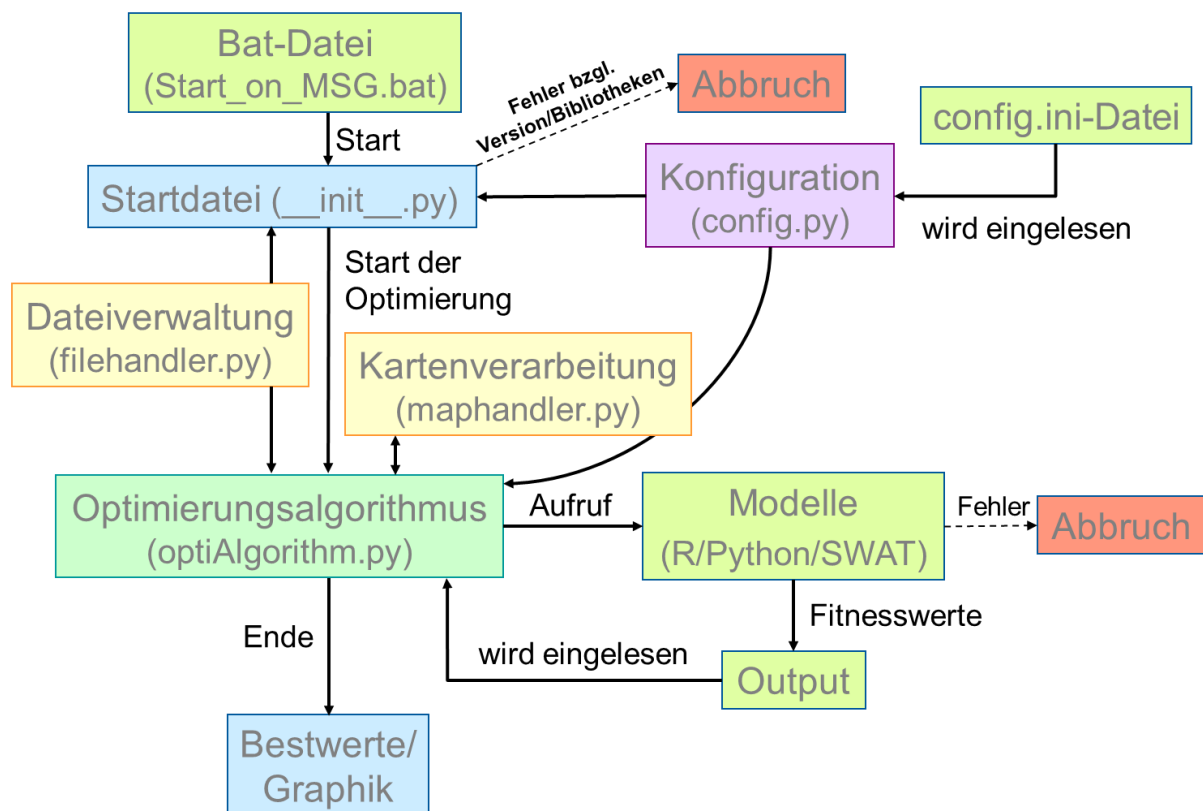 Bat-Datei
(Start_on_MSG.bat)
Fehler bzgl.
Version/Bibliotheken
Abbruch
config.ini-Datei
Start
Startdatei (__init__.py)
Konfiguration
(config.py)
wird eingelesen
Start der
Optimierung
Dateiverwaltung
(filehandler.py)
Kartenverarbeitung
(maphandler.py)
Optimierungsalgorithmus
(optiAlgorithm.py)
Aufruf
Modelle
(R/Python/SWAT)
Fehler
Abbruch
Fitnesswerte
Ende
wird eingelesen
Output
Bestwerte/
Graphik